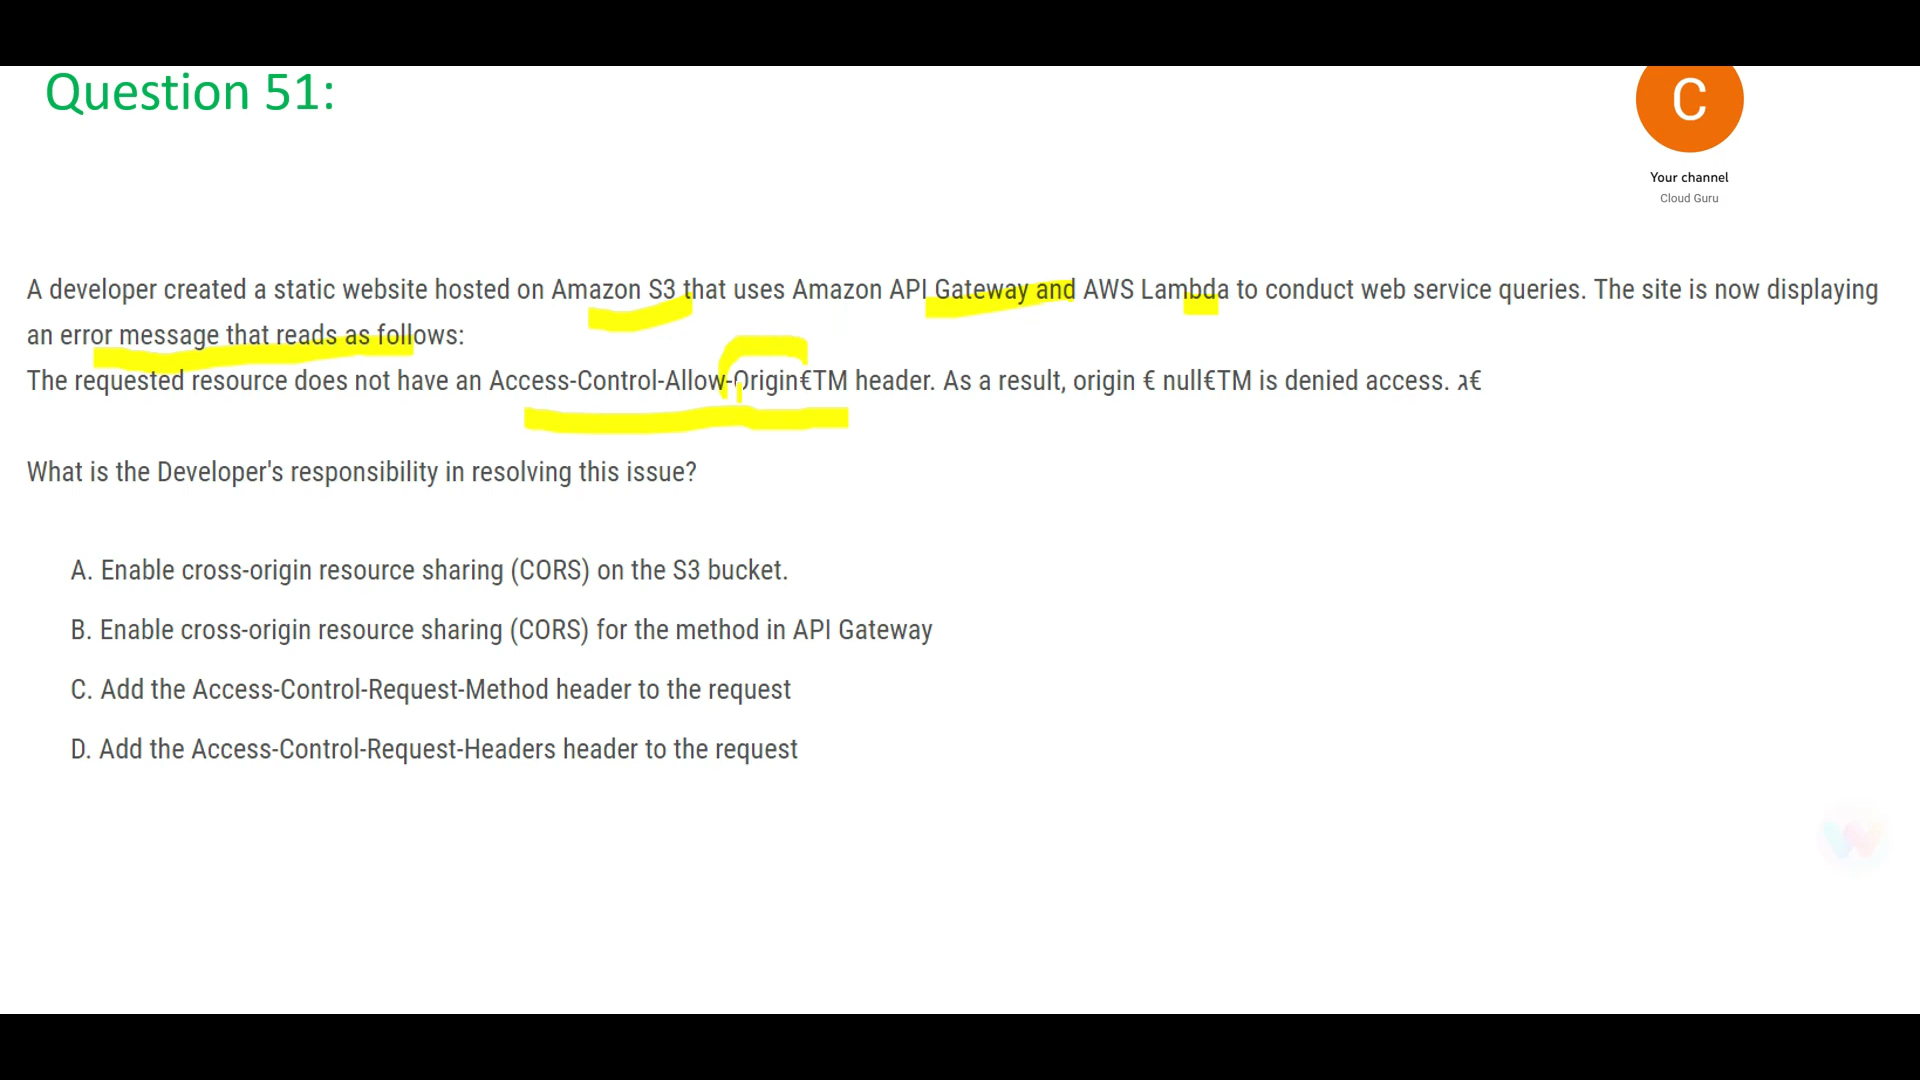 Question 51:
C
Your channel
Cloud Guru
A developer created a static website hosted on Amazon S3 that uses Amazon API Gateway and AWS Lambda to conduct web service queries. The site is now displaying
an error message that reads as follows:
The requested resource does not have an Access-Control-Allow-Origin€TM header. As a result, origin € null€TM is denied access. ג€
What is the Developer's responsibility in resolving this issue?
A. Enable cross-origin resource sharing (CORS) on the S3 bucket.
B. Enable cross-origin resource sharing (CORS) for the method in API Gateway
C. Add the Access-Control-Request-Method header to the request
D. Add the Access-Control-Request-Headers header to the request